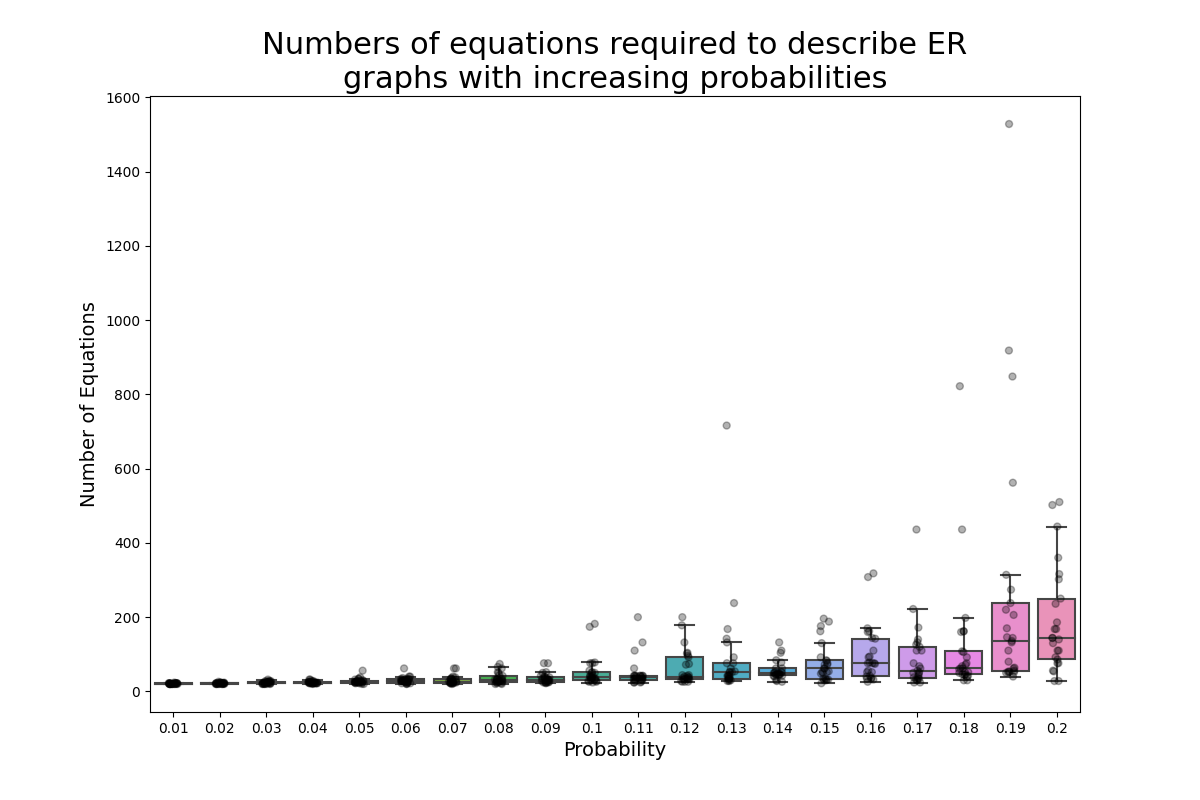 Numbers of equations required to describe ER
graphs with increasing probabilities
Number of Equations
1600
1400
1200
1000
800
600
400
200
0
0.01 0.02 0.03 0.04 0.05 0.06 0.07 0.08 0.09 0.1 0.11 0.12 0.13 0.14 0.15 0.16 0.17 0.18 0.19 0.2
Probability